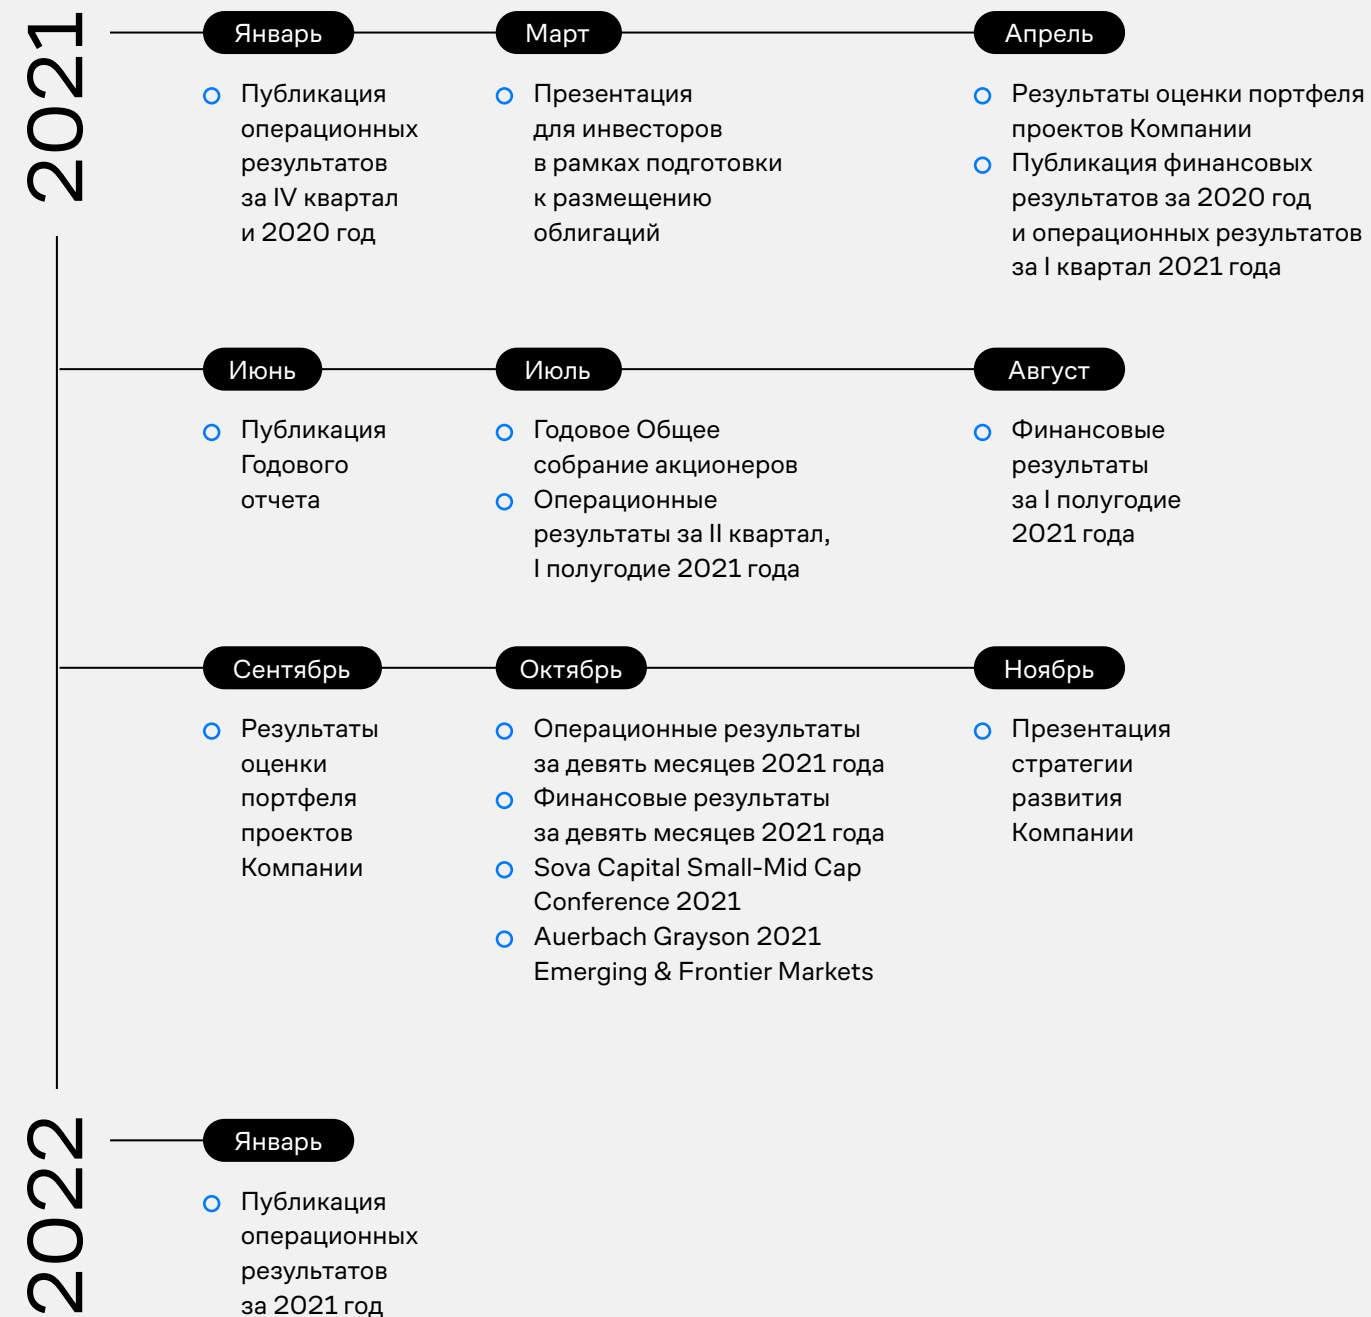 2021
Январь
Публикация
операционных
результатов
за IV квартал
и 2020 год
Март
Презентация
для инвесторов
в рамках подготовки
к размещению
облигаций
Апрель
Результаты оценки портфеля
проектов Компании
Публикация финансовых
результатов за 2020 год
и операционных результатов
за I квартал 2021 года
Июнь
Публикация
Годового
отчета
Июль
Годовое Общее
собрание акционеров
Операционные
результаты за II квартал,
I полугодие 2021 года
Август
Финансовые
результаты
за I полугодие
2021 года
Сентябрь
Результаты
оценки
портфеля
проектов
Компании
Октябрь
Операционные результаты
за девять месяцев 2021 года
Финансовые результаты
за девять месяцев 2021 года
Sova Capital Small-Mid Cap
Conference 2021
Auerbach Grayson 2021
Emerging & Frontier Markets
Ноябрь
Презентация
стратегии
развития
Компании
2022
Январь
Публикация
операционных
результатов
за 2021 год